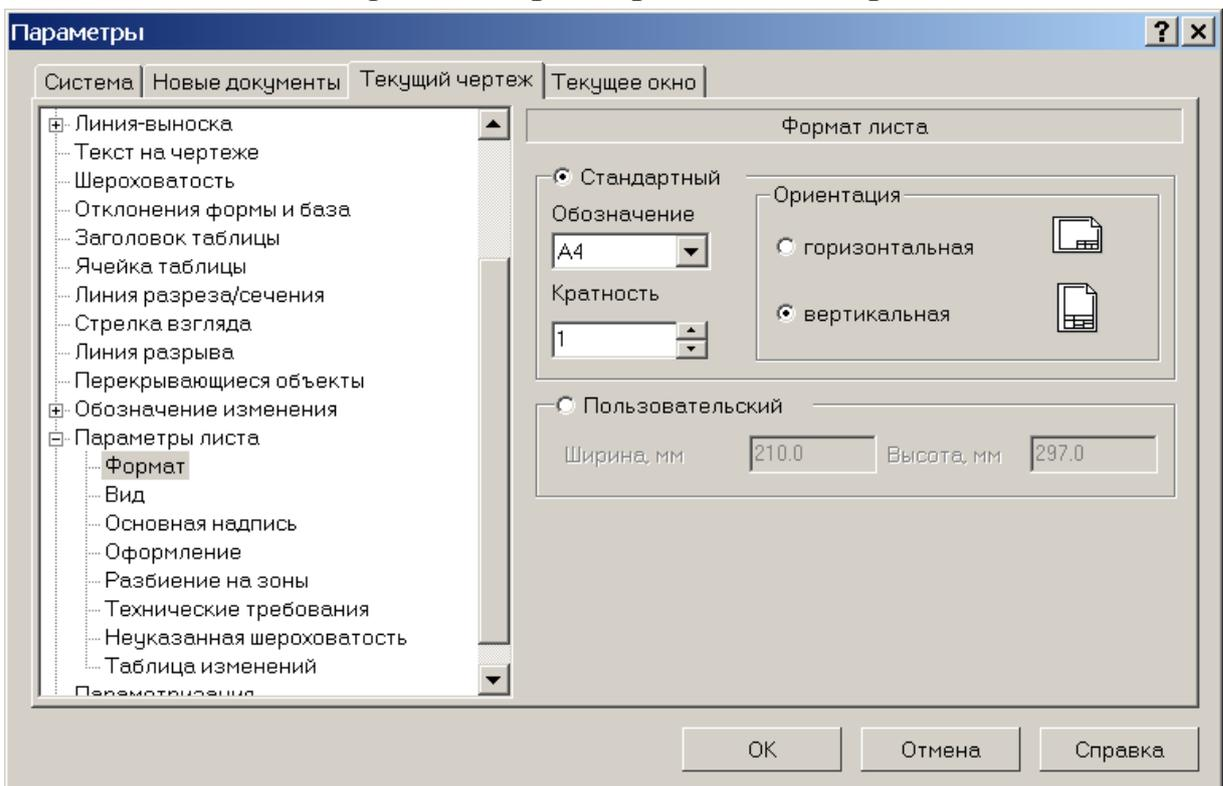 Параметры
Система Новые документы Текущий чертеж Текущее окно
Линия-выноска
Текст на чертеже
Шероховатость
Отклонения формы и база
Заголовок таблицы
Ячейка таблицы
Линия разреза/сечения
Стрелка взгляда
Линия разрыва
Перекрывающиеся объекты
Обозначение изменения
Параметры листа
Формат
Вид
Основная надпись
Оформление
Разбиение на зоны
Технические требования
Неуказанная шероховатость
Таблица изменений
Параметризация
Формат листа
Стандартный
Обозначение
A4
Кратность
1
Ориентация
горизонтальная
вертикальная
Пользовательский
Ширина, мм 210.0 Высота, мм 297.0
OK Отмена Справка